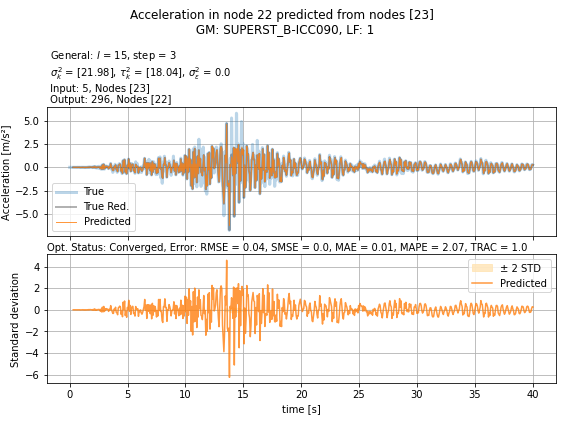 Acceleration in node 22 predicted from nodes [23]
GM: SUPERST_B-ICC090, LF: 1
General: l = 15, step = 3
σ²ₖ = [21.98], τ²ₖ = [18.04], σ²ε = 0.0
Input: 5, Nodes [23]
Output: 296, Nodes [22]
Acceleration [m/s²]
5.0
2.5
0.0
−2.5
−5.0
True
True Red.
Predicted
Opt. Status: Converged, Error: RMSE = 0.04, SMSE = 0.0, MAE = 0.01, MAPE = 2.07, TRAC = 1.0
Standard deviation
4
2
0
−2
−4
−6
± 2 STD
Predicted
0 5 10 15 20 25 30 35 40
time [s]